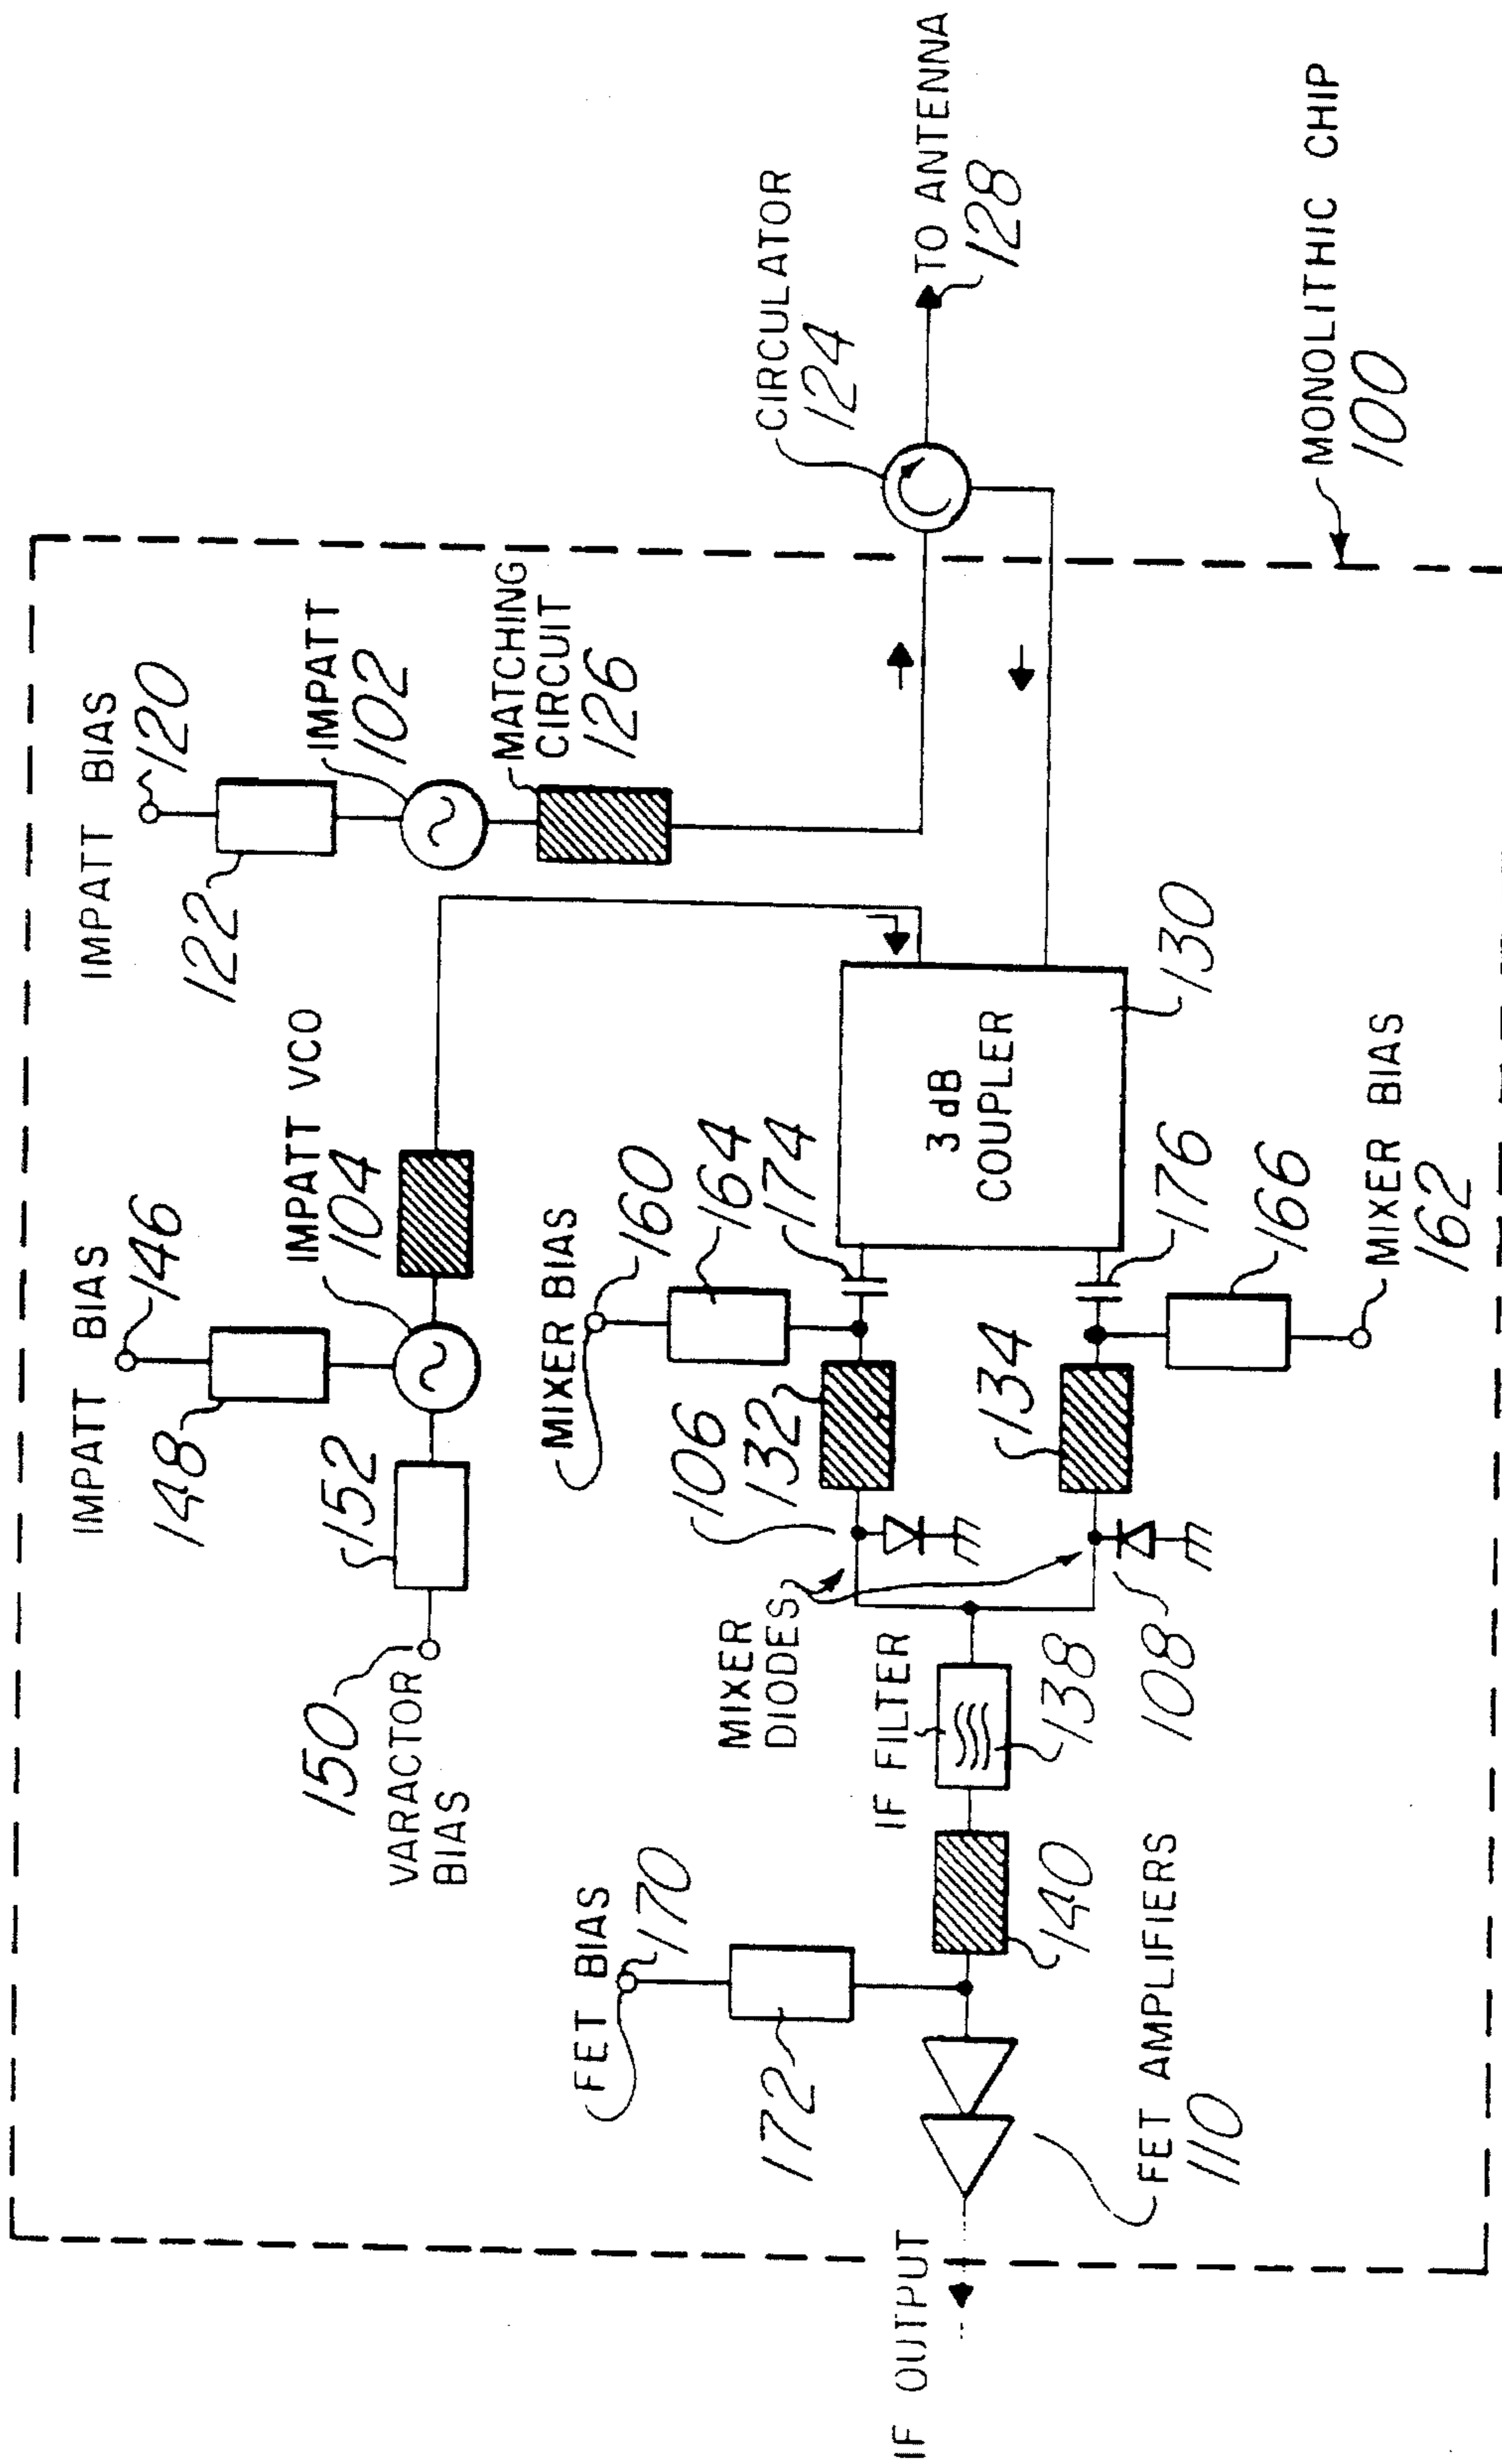 IMPATT BIAS
120
122
IMPATT
102
MATCHING
CIRCUIT
126
IMPATT BIAS
146
148
IMPATT VCO
104
152
150
VARACTOR
BIAS
CIRCULATOR
124
TO ANTENNA
128
MONOLITHIC CHIP
100
3 dB
COUPLER
130
MIXER BIAS
160
164
174
176
166
MIXER BIAS
162
106
132
134
MIXER
DIODES
108
IF FILTER
138
140
FET BIAS
170
172
FET AMPLIFIERS
110
IF OUTPUT